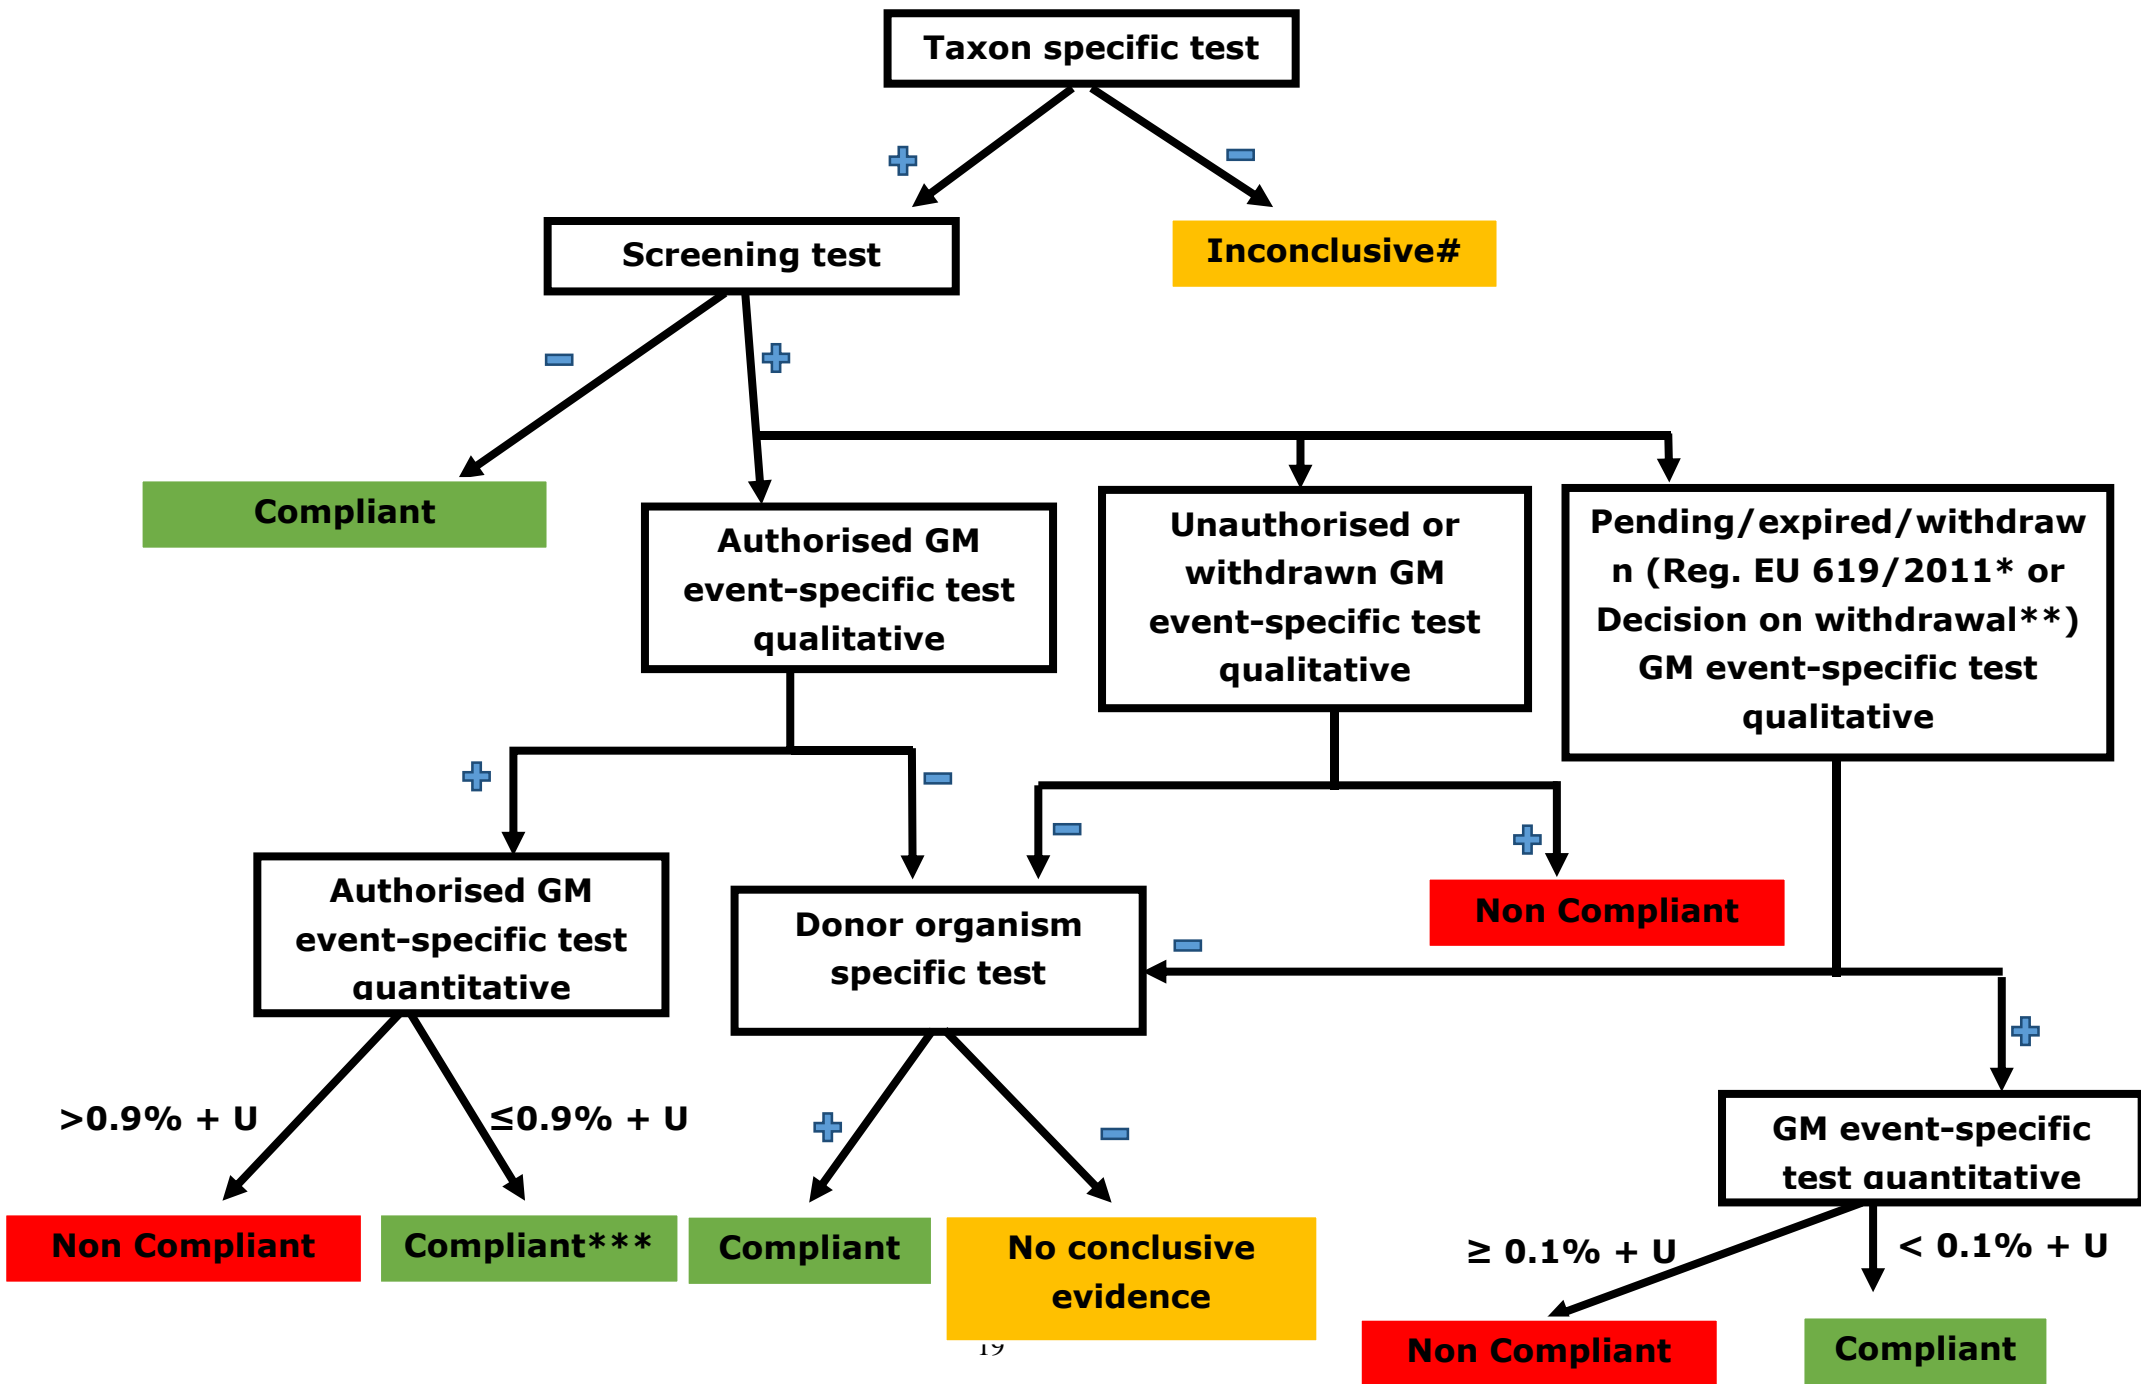 Taxon specific test
Screening test
Inconclusive#
Compliant
Authorised GM
event-specific test
qualitative
Unauthorised or
withdrawn GM
event-specific test
qualitative
Pending/expired/withdraw
n (Reg. EU 619/2011* or
Decision on withdrawal**)
GM event-specific test
qualitative
Authorised GM
event-specific test
quantitative
Donor organism
specific test
Non Compliant
>0.9% + U
≤0.9% + U
GM event-specific
test quantitative
Non Compliant
Compliant***
Compliant
No conclusive
evidence
≥ 0.1% + U
< 0.1% + U
Non Compliant
Compliant
19